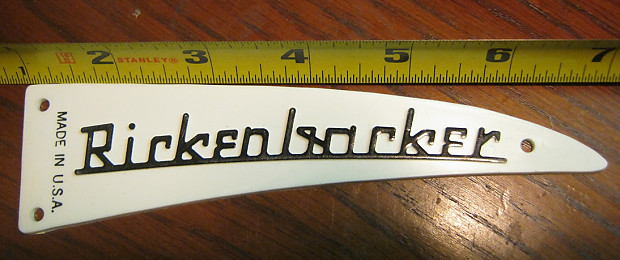 1 2 STANLEY® 3 4 5 6 7
MADE IN U.S.A.
Rickenbacker